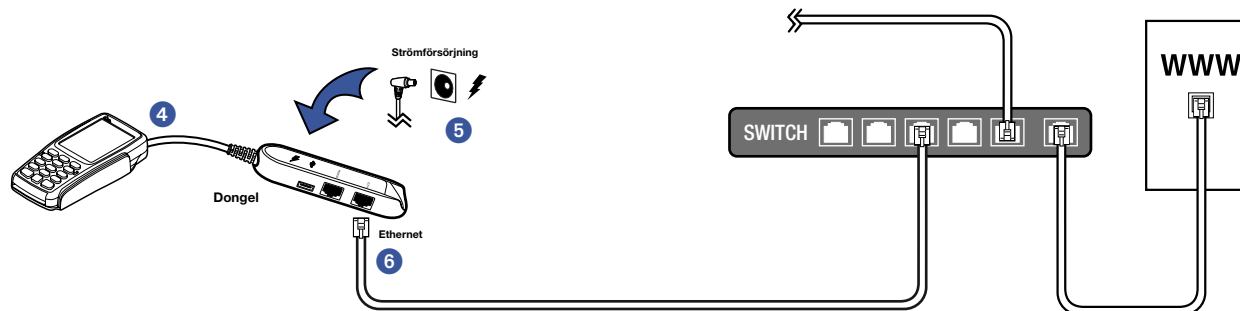 Strömförsörjning
WWW
4
5
SWITCH
Dongel
Ethernet
6